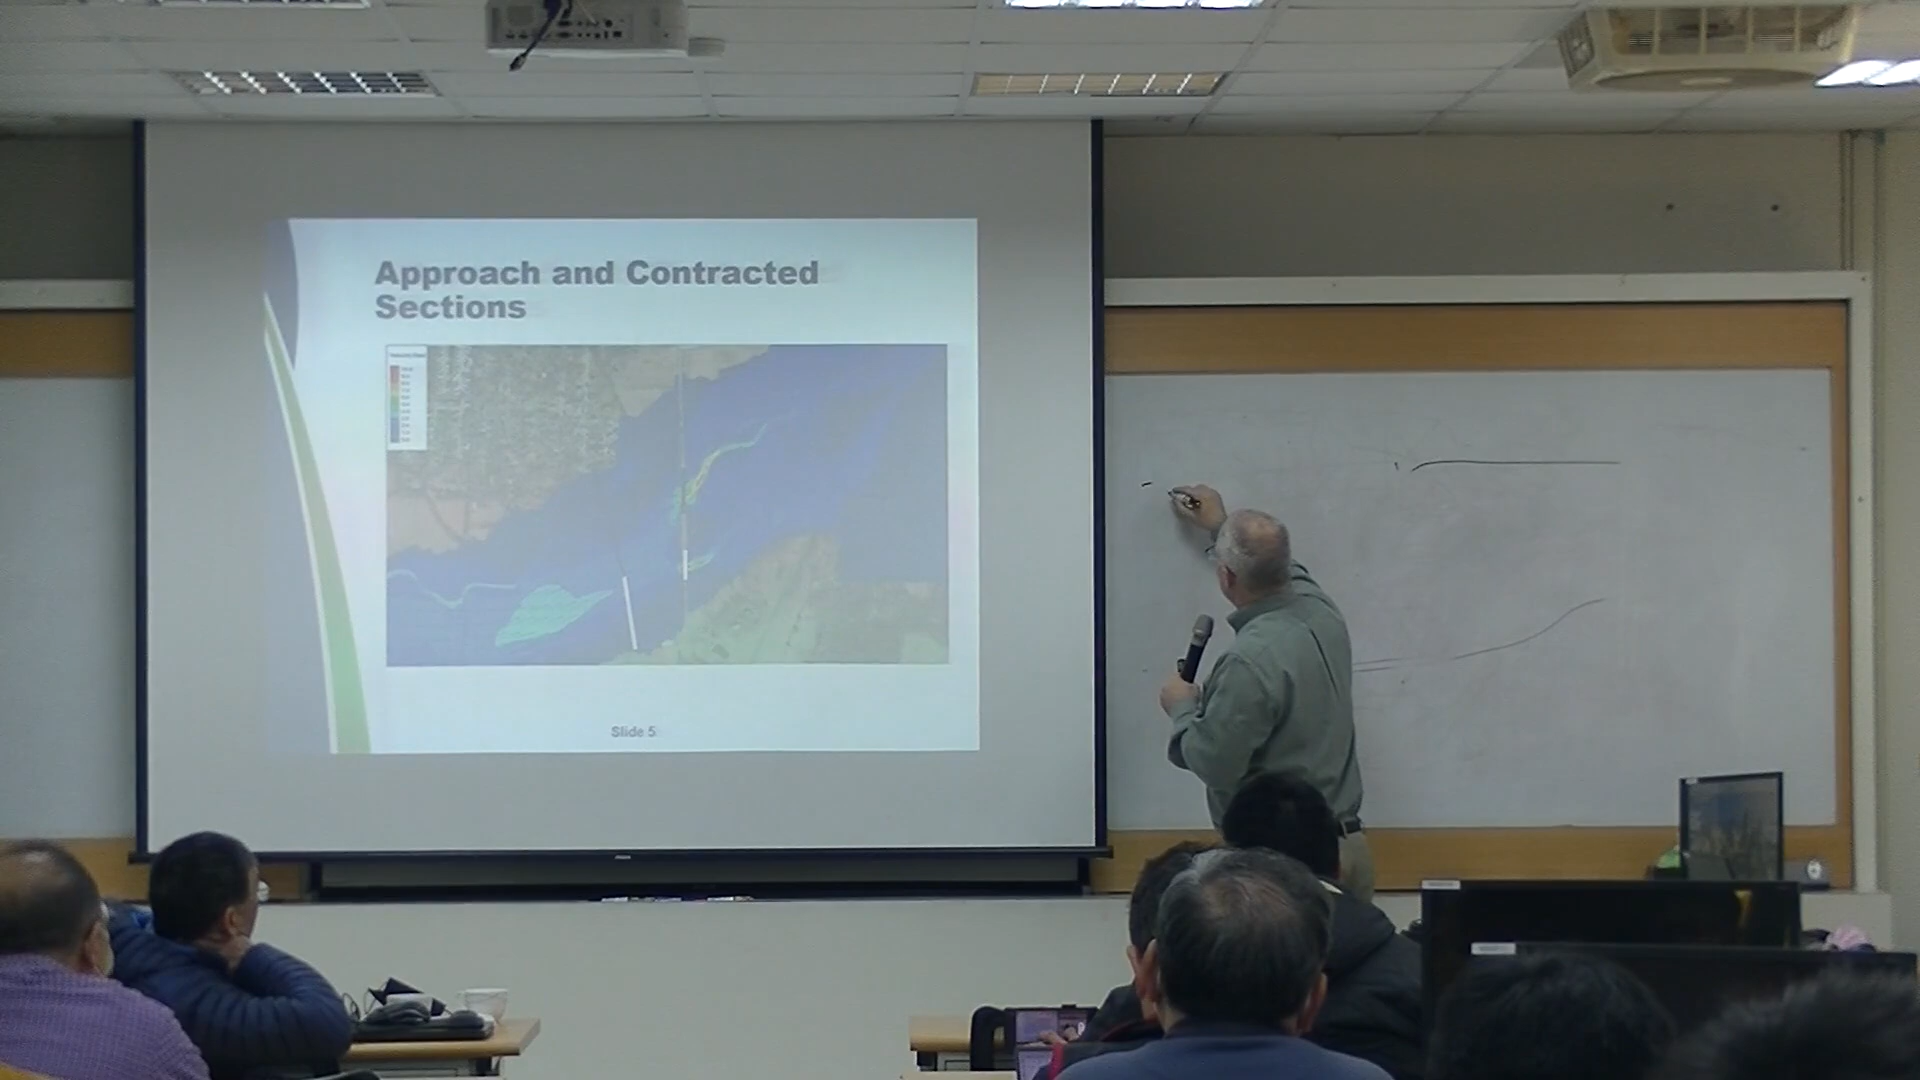 Approach and Contracted
Sections
Slide 5